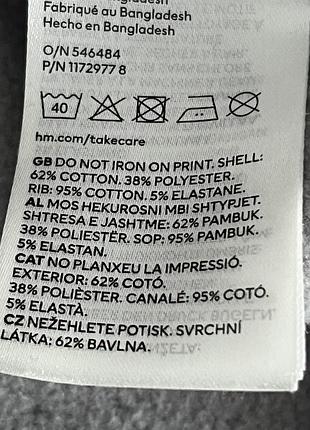 Bangladesh
Fabriqué au Bangladesh
Hecho en Bangladesh
O/N 546484
P/N 1172977 8
40
hm.com/takecare
GB DO NOT IRON ON PRINT. SHELL:
62% COTTON. 38% POLYESTER.
RIB: 95% COTTON. 5% ELASTANE.
AL MOS HEKUROSNI MBI SHTYPJET.
SHTRESA E JASHTME: 62% PAMBUK.
38% POLIESTËR. SOP: 95% PAMBUK.
5% ELASTAN.
CAT NO PLANXEU LA IMPRESSIÓ.
EXTERIOR: 62% COTÓ.
38% POLIÈSTER. CANALÉ: 95% COTÓ.
5% ELASTÀ.
CZ NEŽEHLETE POTISK. SVRCHNÍ
LÁTKA: 62% BAVLNA.